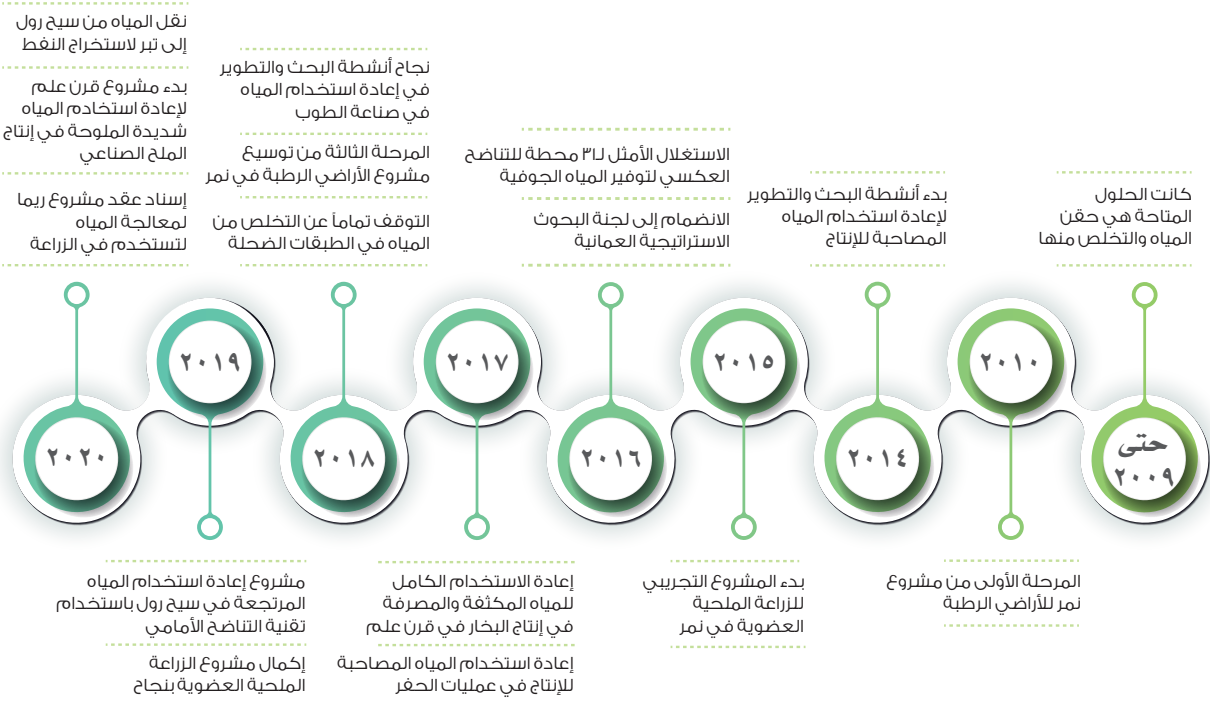 كانت الحلول
المتاحة هي حقن
المياه والتخلص منها
حتى
٢٠٠٩
٢٠١٠
المرحلة الأولى من مشروع
نمر للأراضي الرطبة
بدء أنشطة البحث والتطوير
لإعادة استخدام المياه
المصاحبة للإنتاج
٢٠١٤
٢٠١٥
بدء المشروع التجريبي
للزراعة الملحية
العضوية في نمر
الاستغلال الأمثل لـ٣١ محطة للتناضح
العكسي لتوفير المياه الجوفية
الانضمام إلى لجنة البحوث
الاستراتيجية العمانية
٢٠١٦
٢٠١٧
إعادة الاستخدام الكامل
للمياه المكثفة والمصرفة
في إنتاج البخار في قرن علم
إعادة استخدام المياه المصاحبة
للإنتاج في عمليات الحفر
نجاح أنشطة البحث والتطوير
في إعادة استخدام المياه
في صناعة الطوب
المرحلة الثالثة من توسيع
مشروع الأراضي الرطبة في نمر
التوقف تماماً عن التخلص من
المياه في الطبقات الضحلة
٢٠١٨
٢٠١٩
مشروع إعادة استخدام المياه
المرتجعة في سيح رول باستخدام
تقنية التناضح الأمامي
إكمال مشروع الزراعة
الملحية العضوية بنجاح
نقل المياه من سيح رول
إلى تبر لاستخراج النفط
بدء مشروع قرن علم
لإعادة استخادم المياه
شديدة الملوحة في إنتاج
الملح الصناعي
إسناد عقد مشروع ريما
لمعالجة المياه
لتستخدم في الزراعة
٢٠٢٠